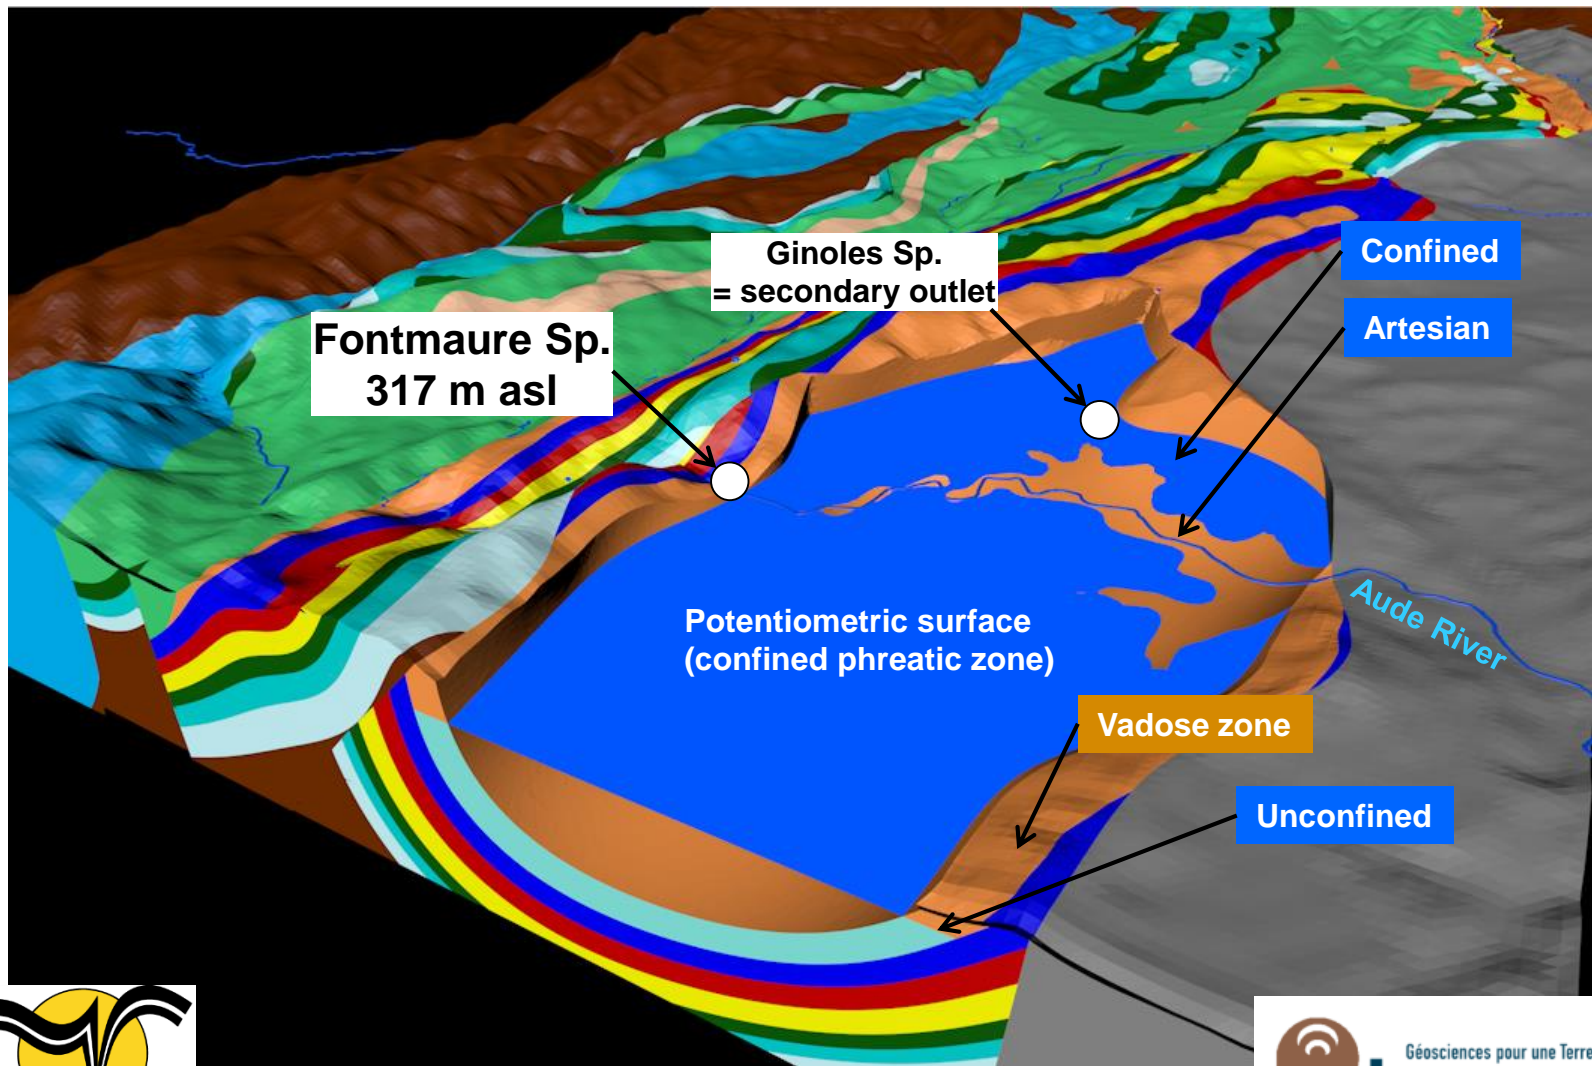 Ginoles Sp.
= secondary outlet
Confined
Artesian
Fontmaure Sp.
317 m asl
Aude River
Potentiometric surface
(confined phreatic zone)
Vadose zone
Unconfined
Géosciences pour une Terre